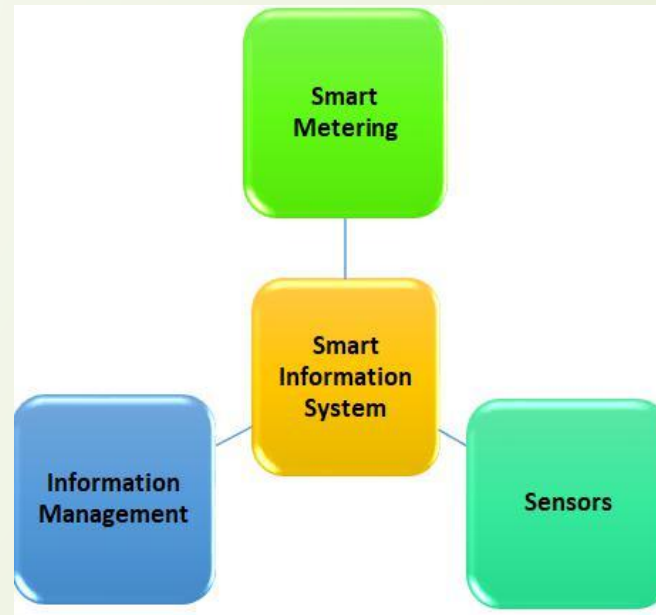 Smart
Metering
Smart
Information
System
Information
Management
Sensors